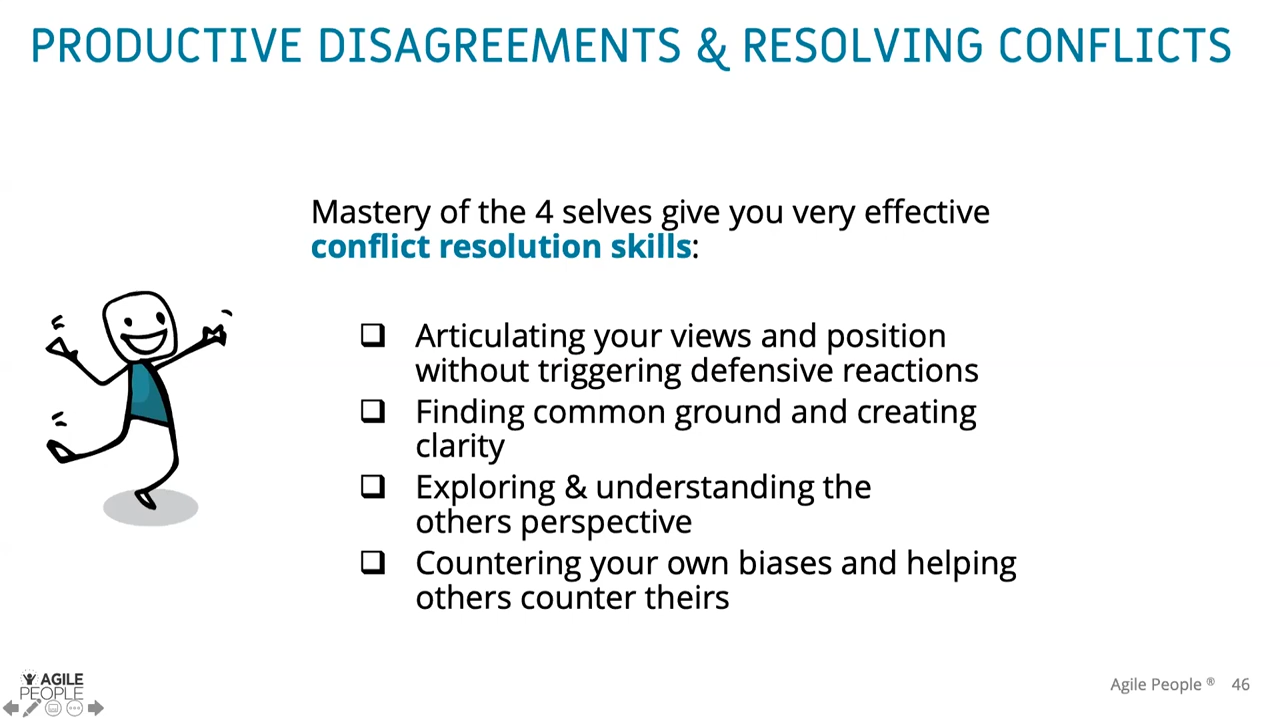 PRODUCTIVE DISAGREEMENTS & RESOLVING CONFLICTS
Mastery of the 4 selves give you very effective
conflict resolution skills:
Articulating your views and position
without triggering defensive reactions
Finding common ground and creating
clarity
Exploring & understanding the
others perspective
Countering your own biases and helping
others counter theirs
AGILE
PEOPLE
Agile People ® 46